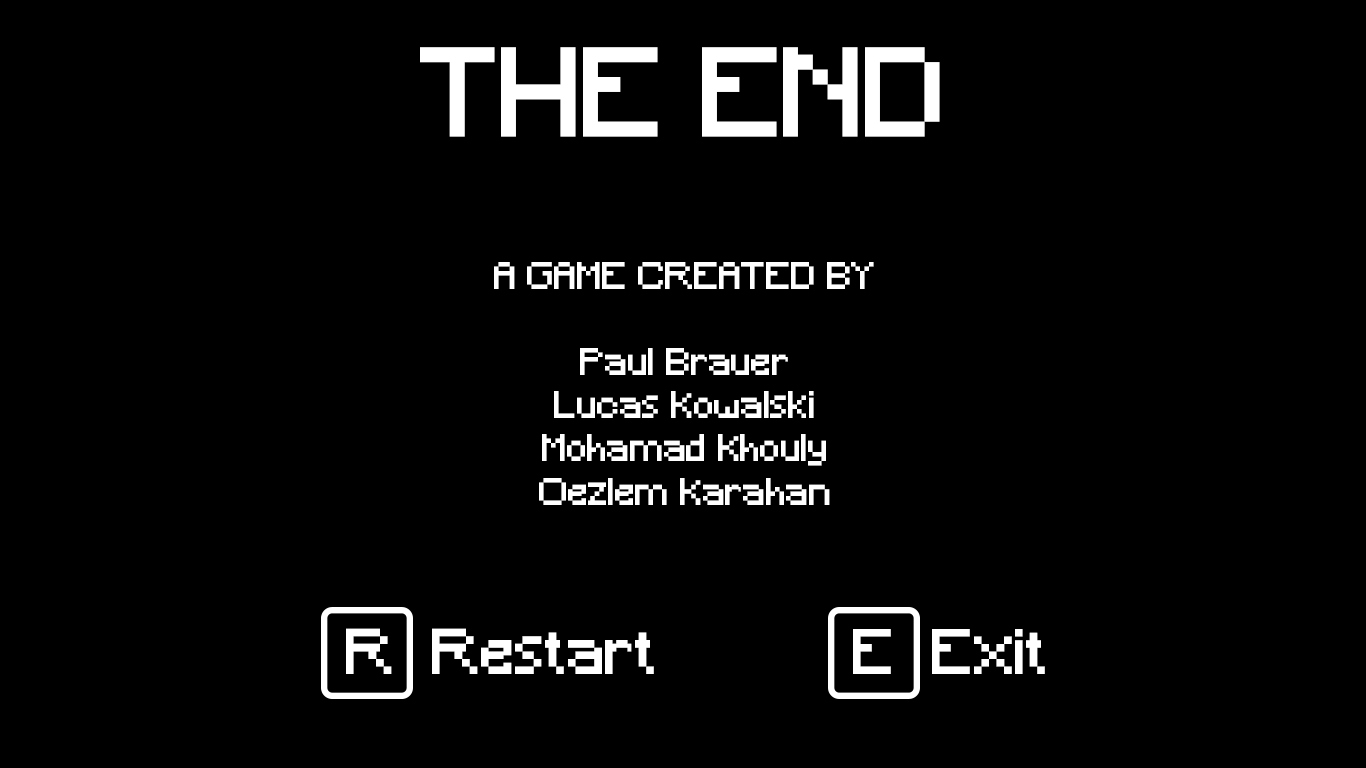 THE END
A GAME CREATED BY
Paul Brauer
Lucas Kowalski
Mohamad Khouly
Oezlem Karahan
R Restart
E Exit